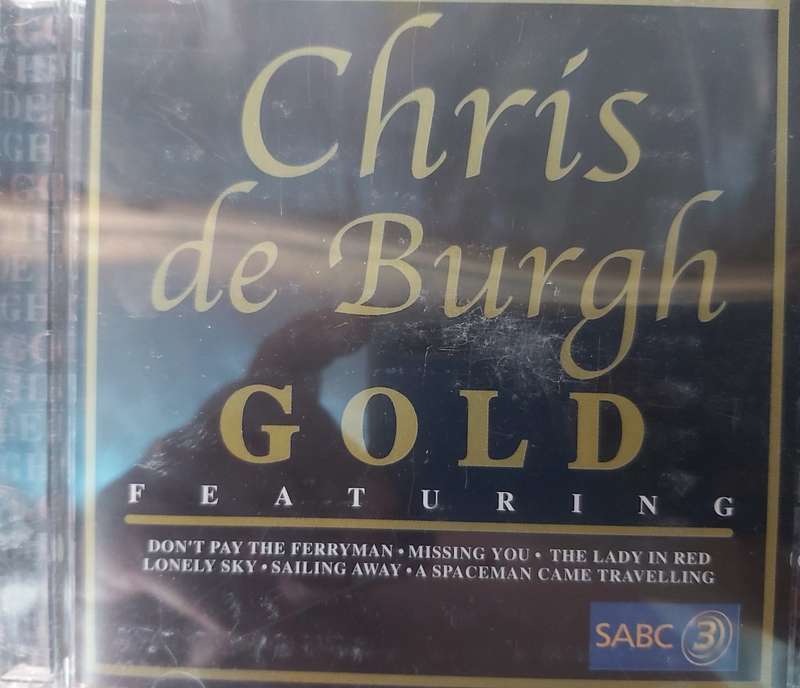 Chris
de Burgh
GOLD
FEATURING
DON'T PAY THE FERRYMAN • MISSING YOU • THE LADY IN RED
LONELY SKY • SAILING AWAY • A SPACEMAN CAME TRAVELLING
SABC 3